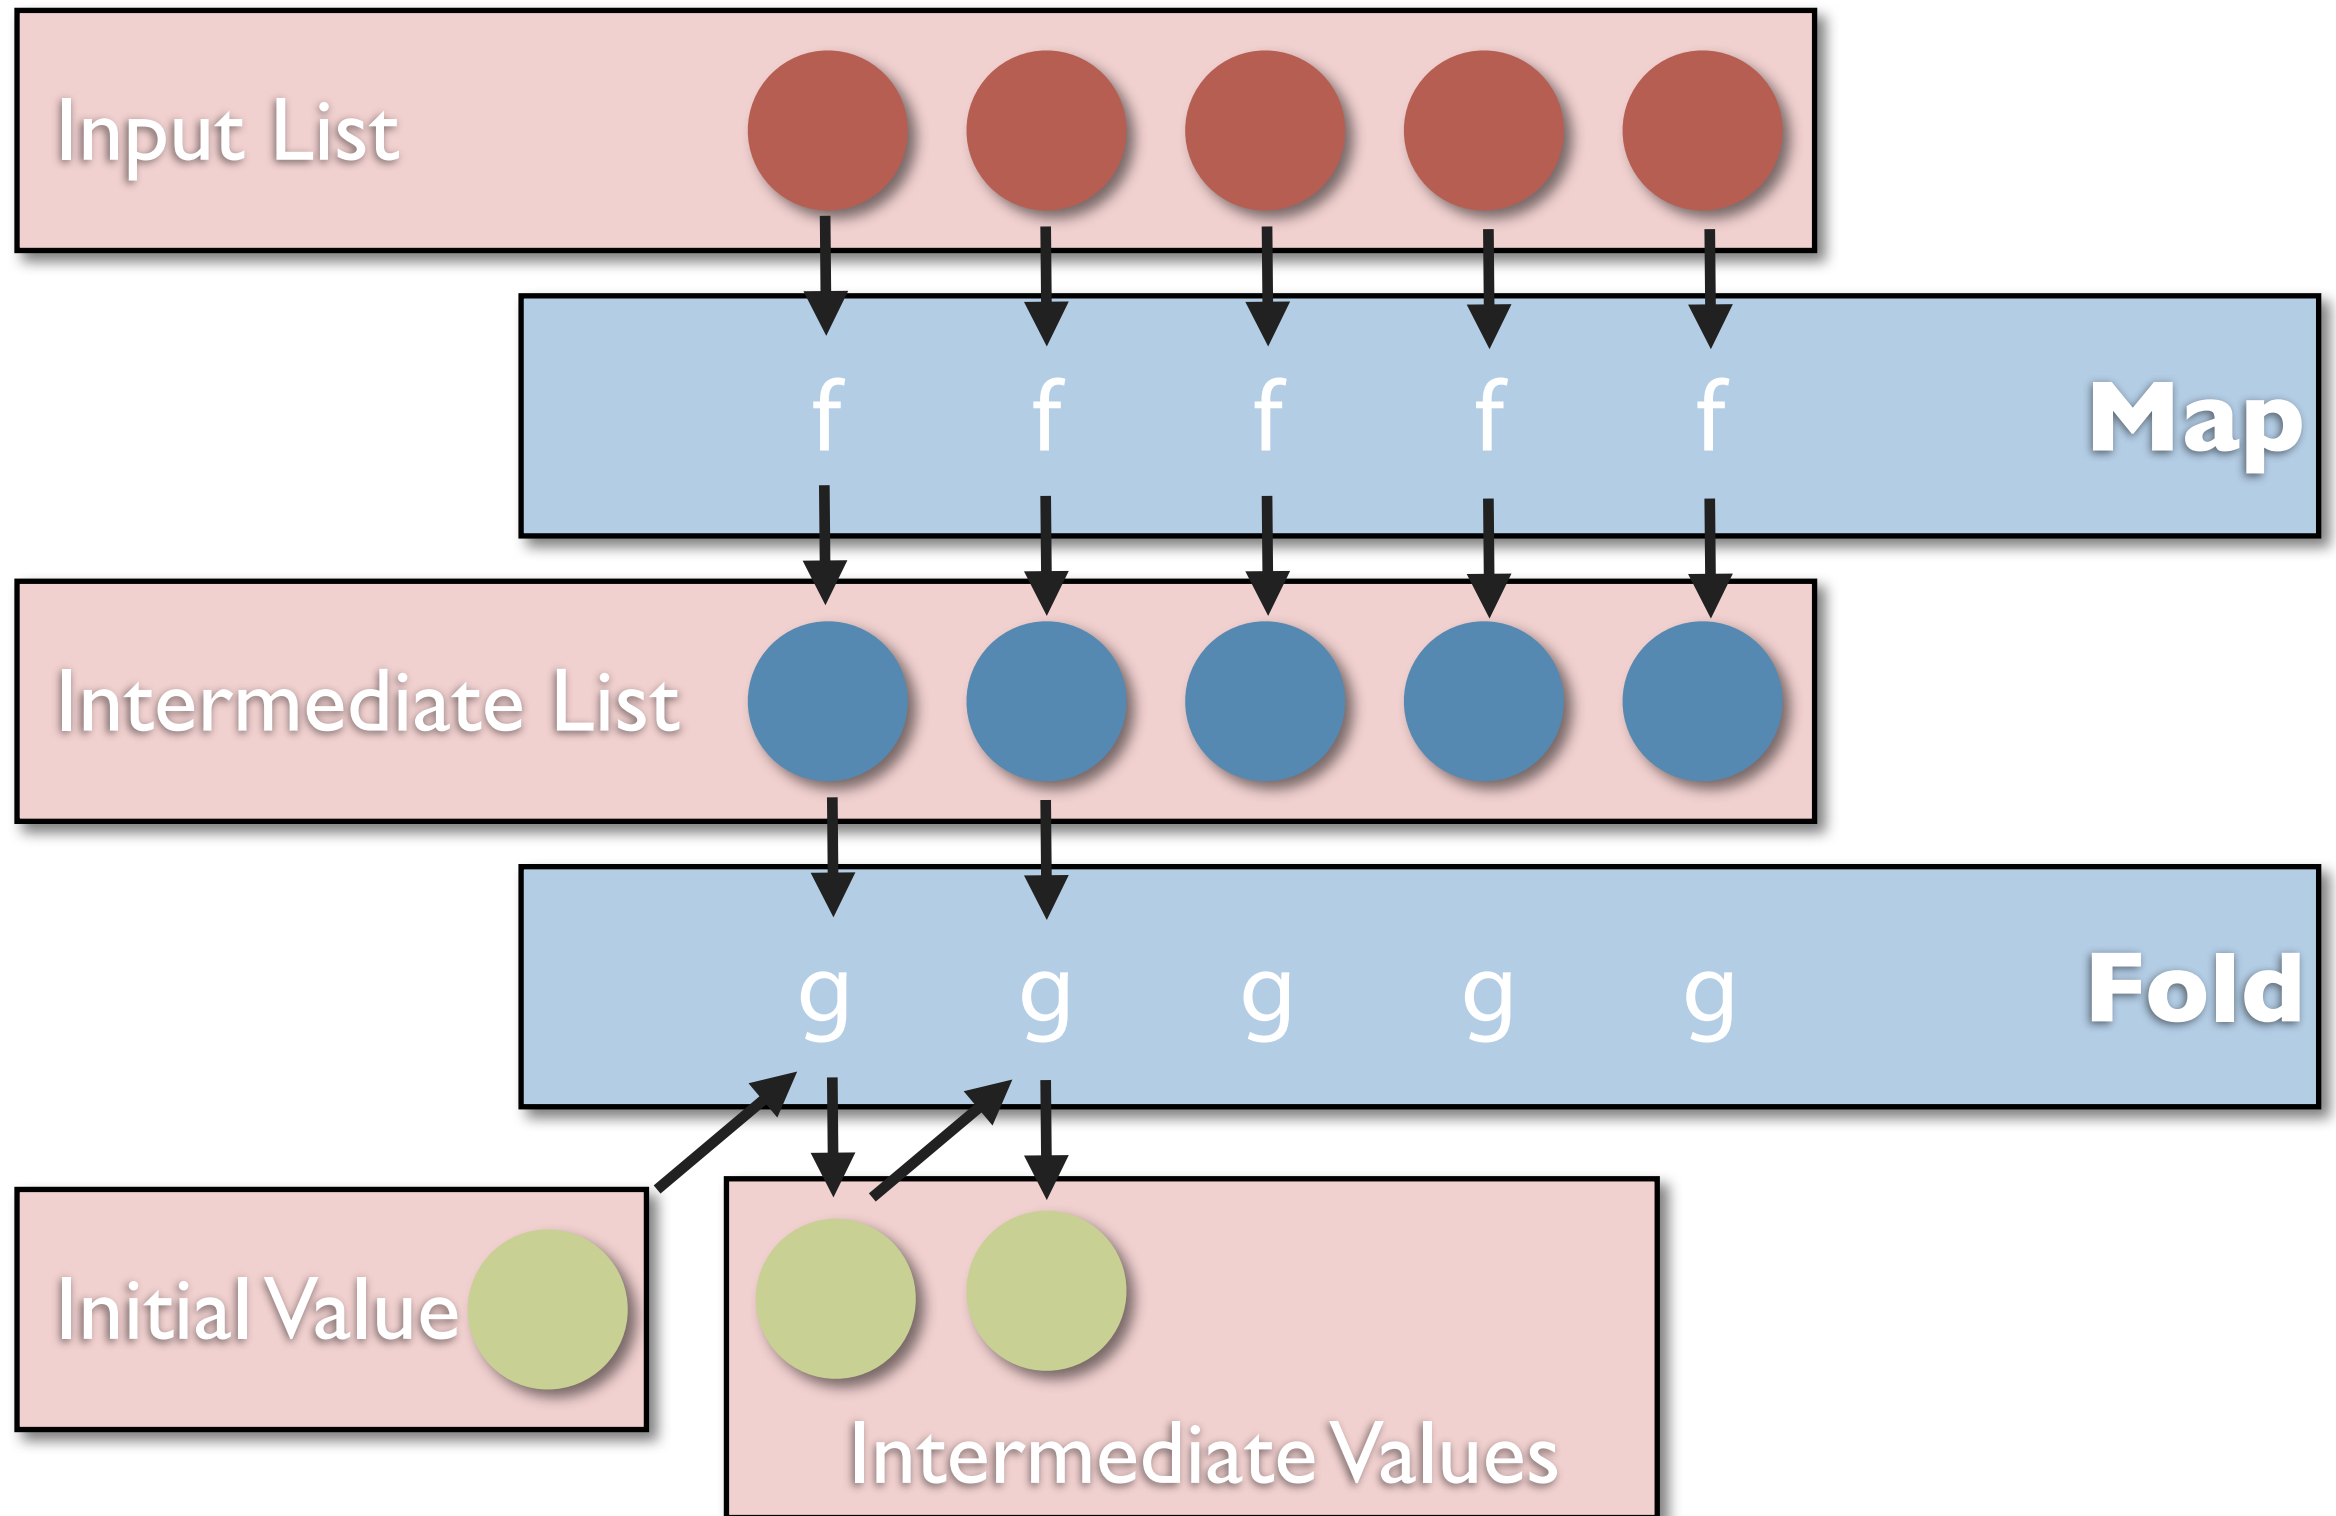 Input List
f f f f f Map
Intermediate List
g g g g g Fold
Initial Value
Intermediate Values